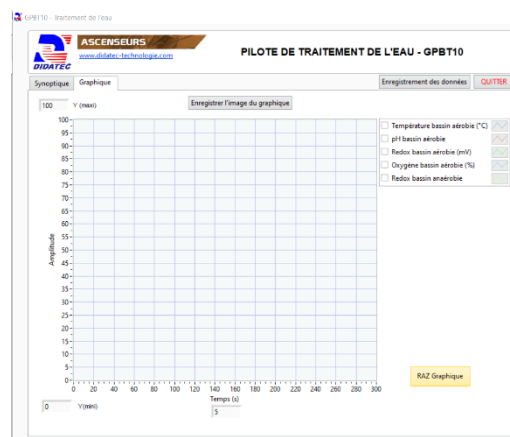 GPBT10 - Traitement de l'eau
DIDATEC
ASCENSEURS
www.didatec-technologie.com
PILOTE DE TRAITEMENT DE L'EAU - GPBT10
Synoptique Graphique
Enregistrement des données QUITTER
100 Y (maxi)
Enregistrer l'image du graphique
Température bassin aérobie (°C)
pH bassin aérobie
Redox bassin aérobie (mV)
Oxygène bassin aérobie (%)
Redox bassin anaérobie
Amplitude
100
95
90
85
80
75
70
65
60
55
50
45
40
35
30
25
20
15
10
5
0
0 20 40 60 80 100 120 140 160 180 200 220 240 260 280 300
Temps (s)
RAZ Graphique
0 Y(mini)
5